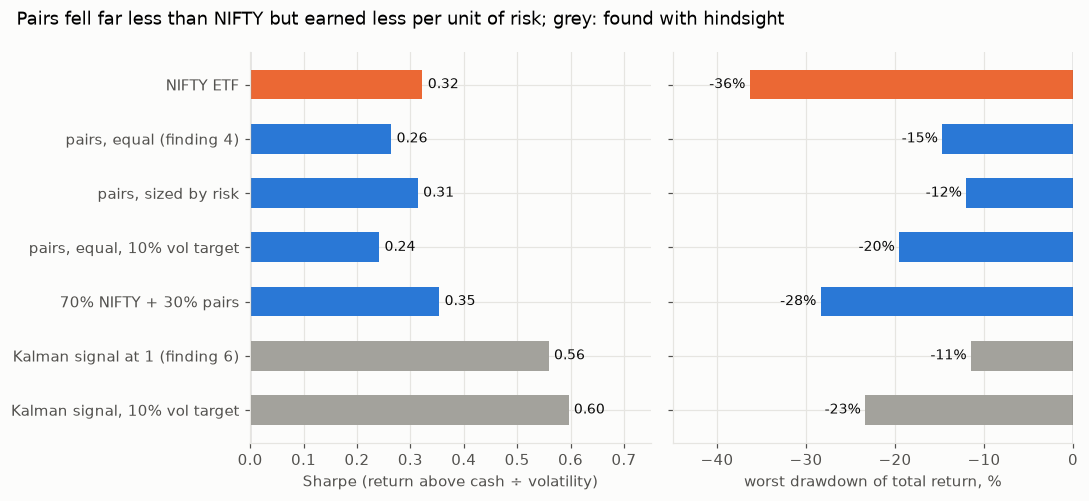 Pairs fell far less than NIFTY but earned less per unit of risk; grey: found with hindsight
NIFTY ETF 0.32 -36%
pairs, equal (finding 4) 0.26 -15%
pairs, sized by risk 0.31 -12%
pairs, equal, 10% vol target 0.24 -20%
70% NIFTY + 30% pairs 0.35 -28%
Kalman signal at 1 (finding 6) 0.56 -11%
Kalman signal, 10% vol target 0.60 -23%
0.0 0.1 0.2 0.3 0.4 0.5 0.6 0.7 −40 −30 −20 −10 0
Sharpe (return above cash ÷ volatility) worst drawdown of total return, %